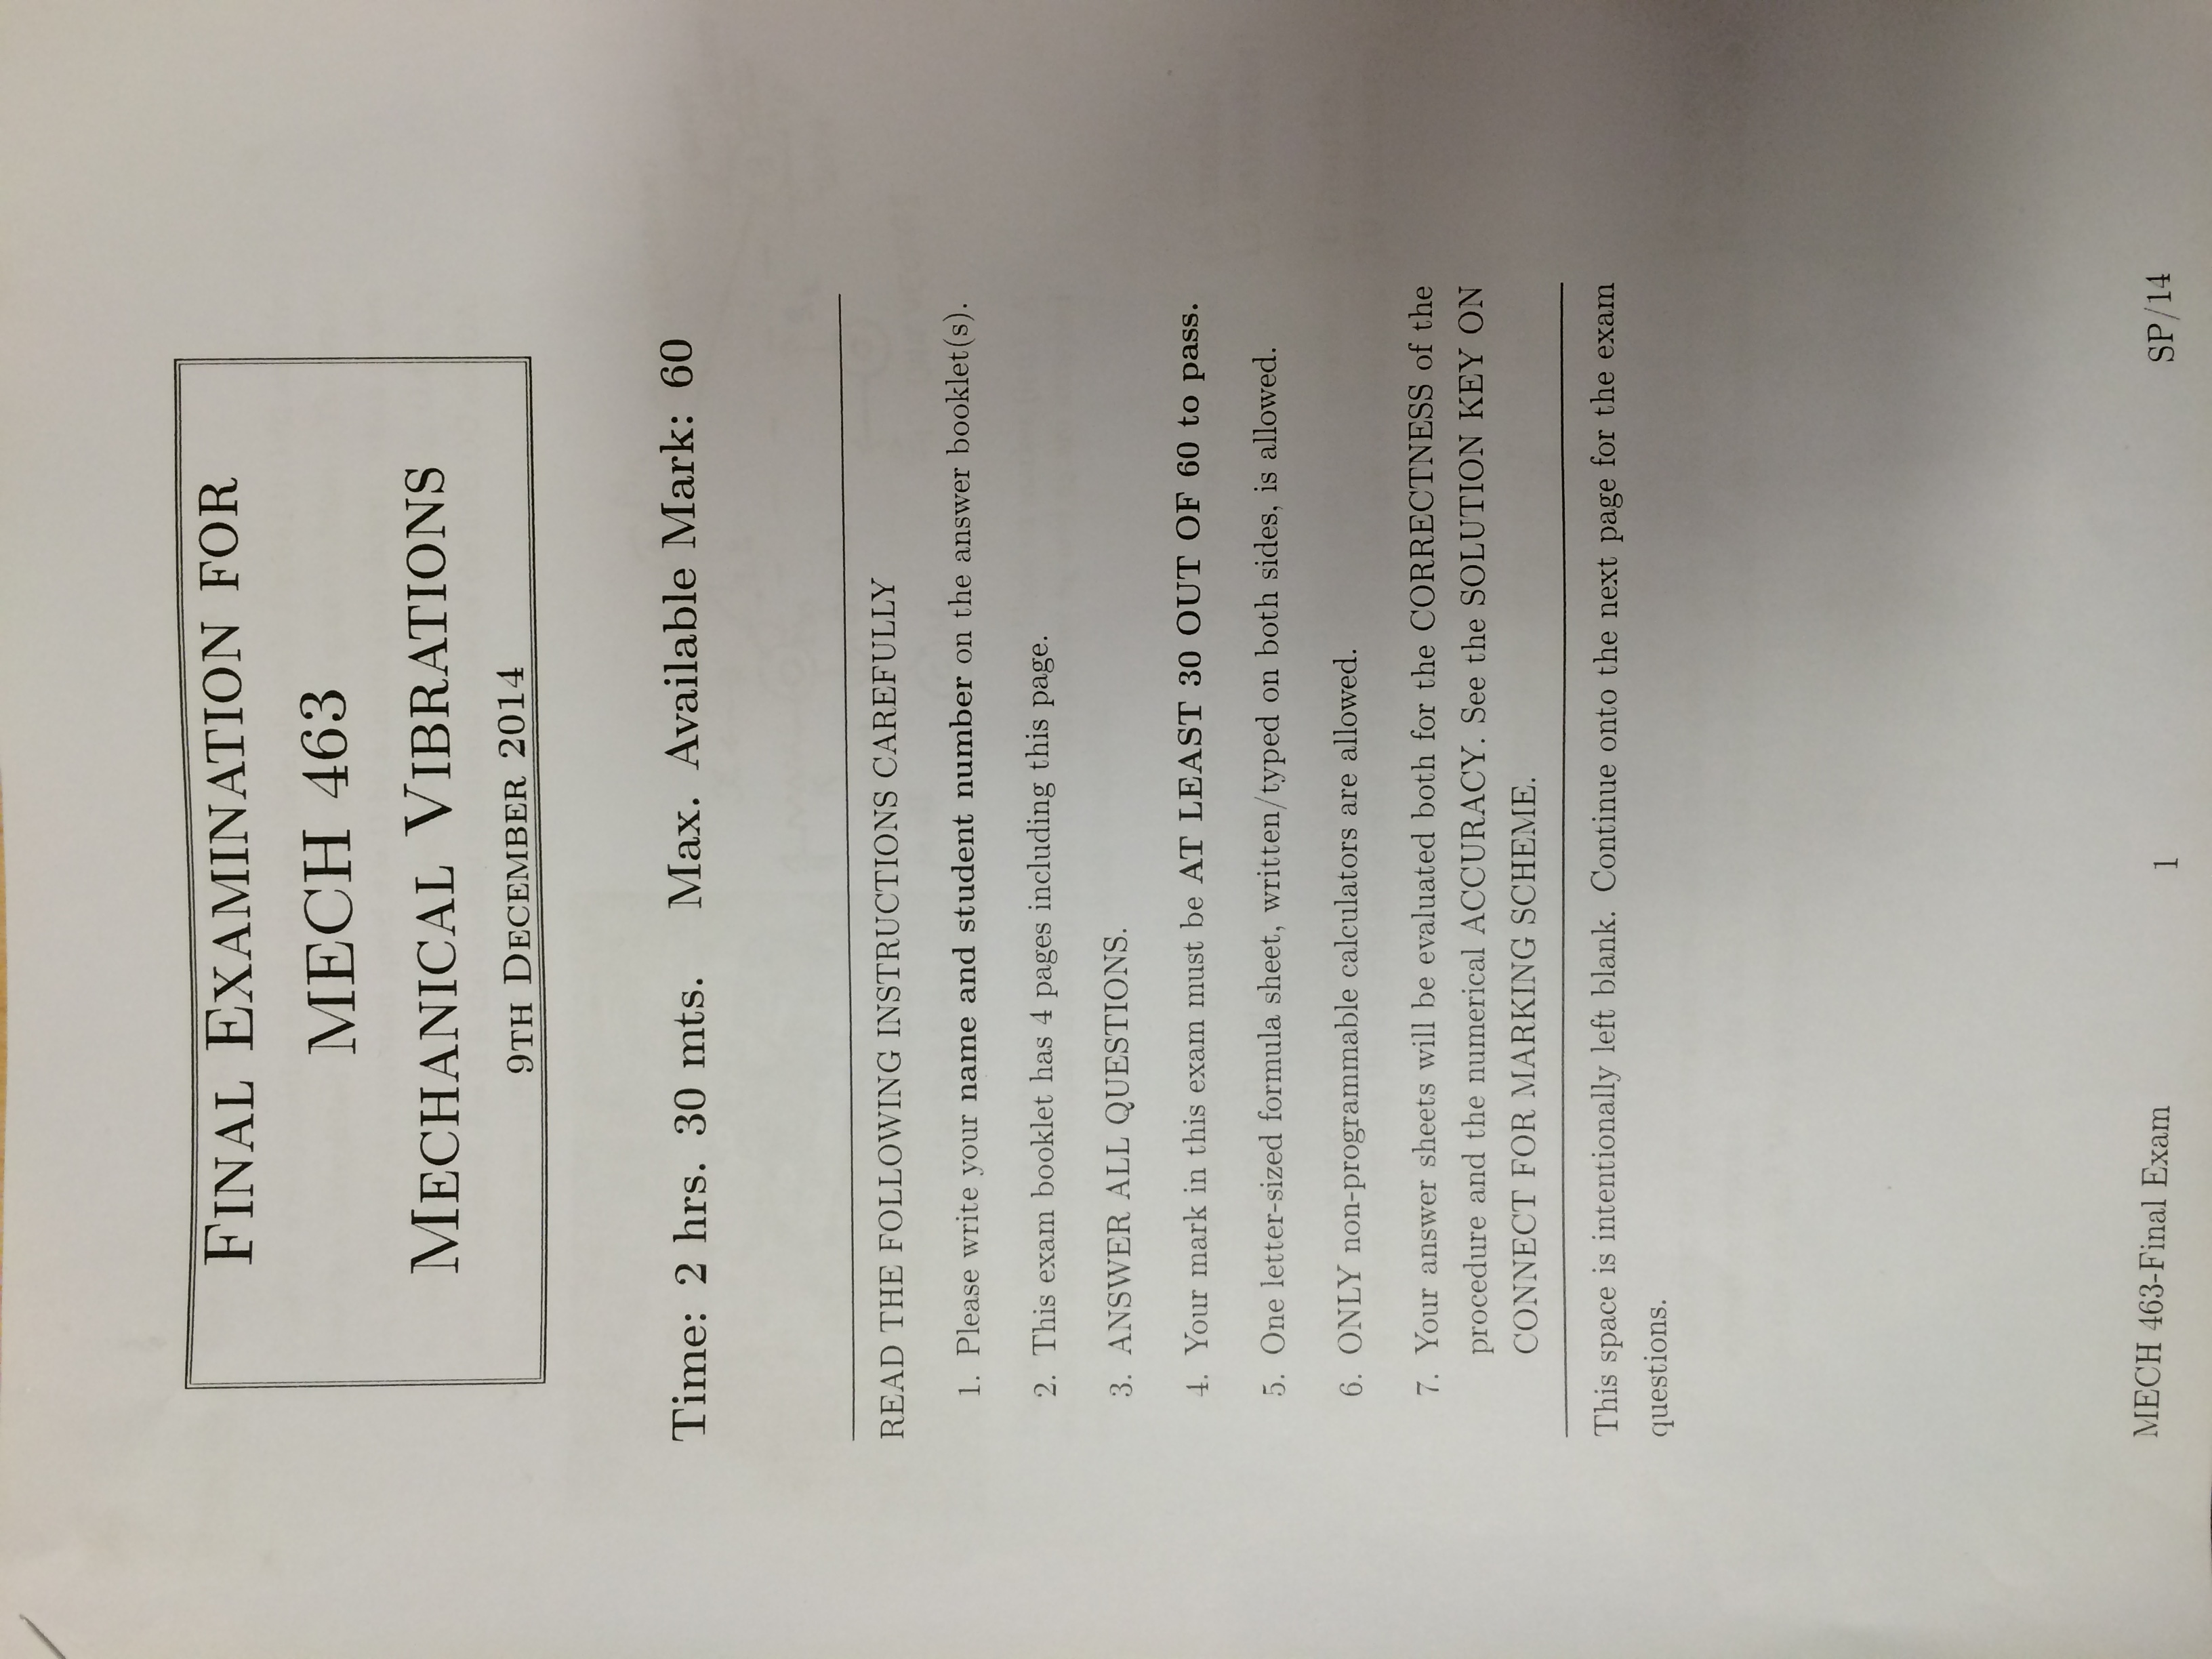 FINAL EXAMINATION FOR
MECH 463
MECHANICAL VIBRATIONS
9TH DECEMBER 2014
Time: 2 hrs. 30 mts. Max. Available Mark: 60
READ THE FOLLOWING INSTRUCTIONS CAREFULLY
1. Please write your name and student number on the answer booklet(s).
2. This exam booklet has 4 pages including this page.
3. ANSWER ALL QUESTIONS.
4. Your mark in this exam must be AT LEAST 30 OUT OF 60 to pass.
5. One letter-sized formula sheet, written/typed on both sides, is allowed.
6. ONLY non-programmable calculators are allowed.
7. Your answer sheets will be evaluated both for the CORRECTNESS of the
procedure and the numerical ACCURACY. See the SOLUTION KEY ON
CONNECT FOR MARKING SCHEME.
This space is intentionally left blank. Continue onto the next page for the exam
questions.
MECH 463-Final Exam 1 SP/14